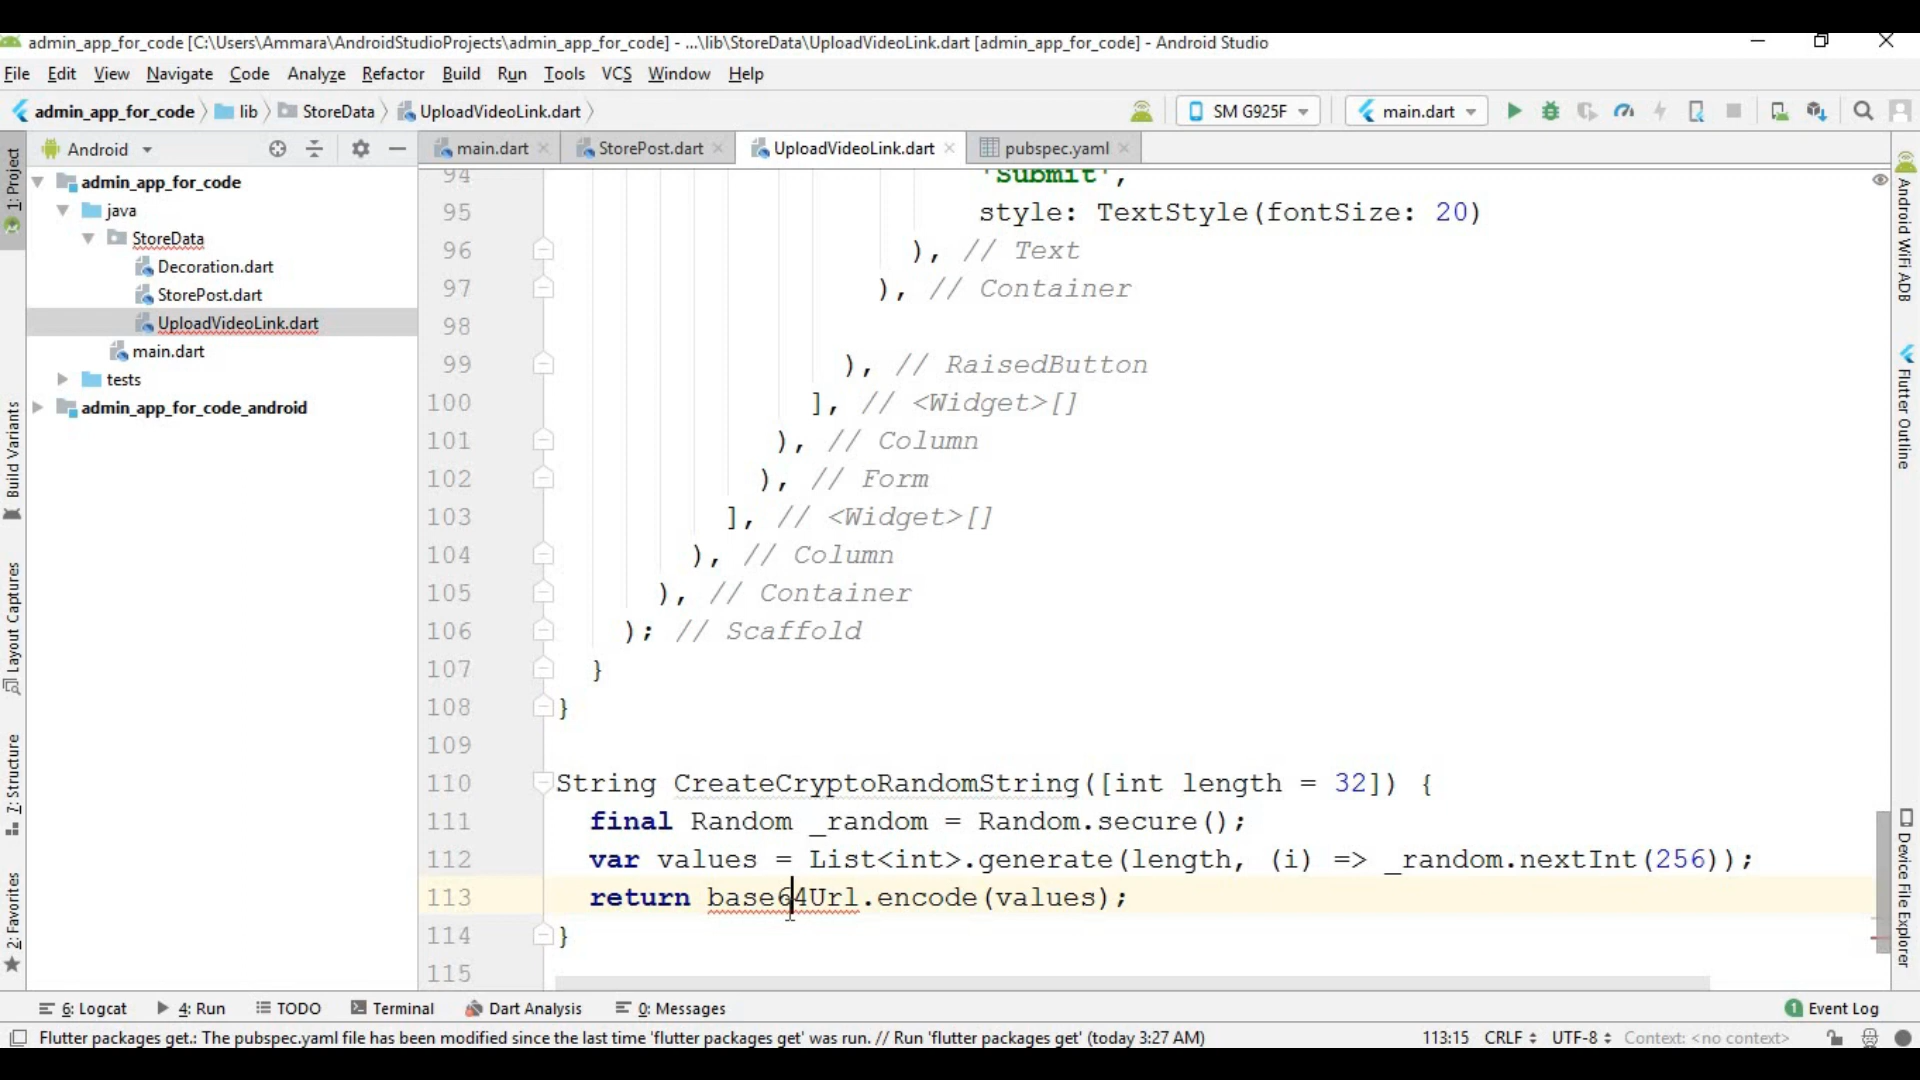 admin_app_for_code [C:\Users\Ammara\AndroidStudioProjects\admin_app_for_code] - ...\lib\StoreData\UploadVideoLink.dart [admin_app_for_code] - Android Studio
File Edit View Navigate Code Analyze Refactor Build Run Tools VCS Window Help
admin_app_for_code lib StoreData UploadVideoLink.dart SM G925F main.dart
Android main.dart StorePost.dart UploadVideoLink.dart pubspec.yaml
1: Project
Build Variants
Layout Captures
7: Structure
2: Favorites
admin_app_for_code
java
StoreData
Decoration.dart
StorePost.dart
UploadVideoLink.dart
main.dart
tests
admin_app_for_code_android
94 'Submit',
95 style: TextStyle(fontSize: 20)
96 ), // Text
97 ), // Container
98
99 ), // RaisedButton
100 ], // <Widget>[]
101 ), // Column
102 ), // Form
103 ], // <Widget>[]
104 ), // Column
105 ), // Container
106 ); // Scaffold
107 }
108 }
109
110 String CreateCryptoRandomString([int length = 32]) {
111 final Random _random = Random.secure();
112 var values = List<int>.generate(length, (i) => _random.nextInt(256));
113 return base64Url.encode(values);
114 }
115
Android WiFi ADB
Flutter Outline
Device File Explorer
6: Logcat 4: Run TODO Terminal Dart Analysis 0: Messages 1 Event Log
Flutter packages get.: The pubspec.yaml file has been modified since the last time 'flutter packages get' was run. // Run 'flutter packages get' (today 3:27 AM) 113:15 CRLF UTF-8 Context: <no context>